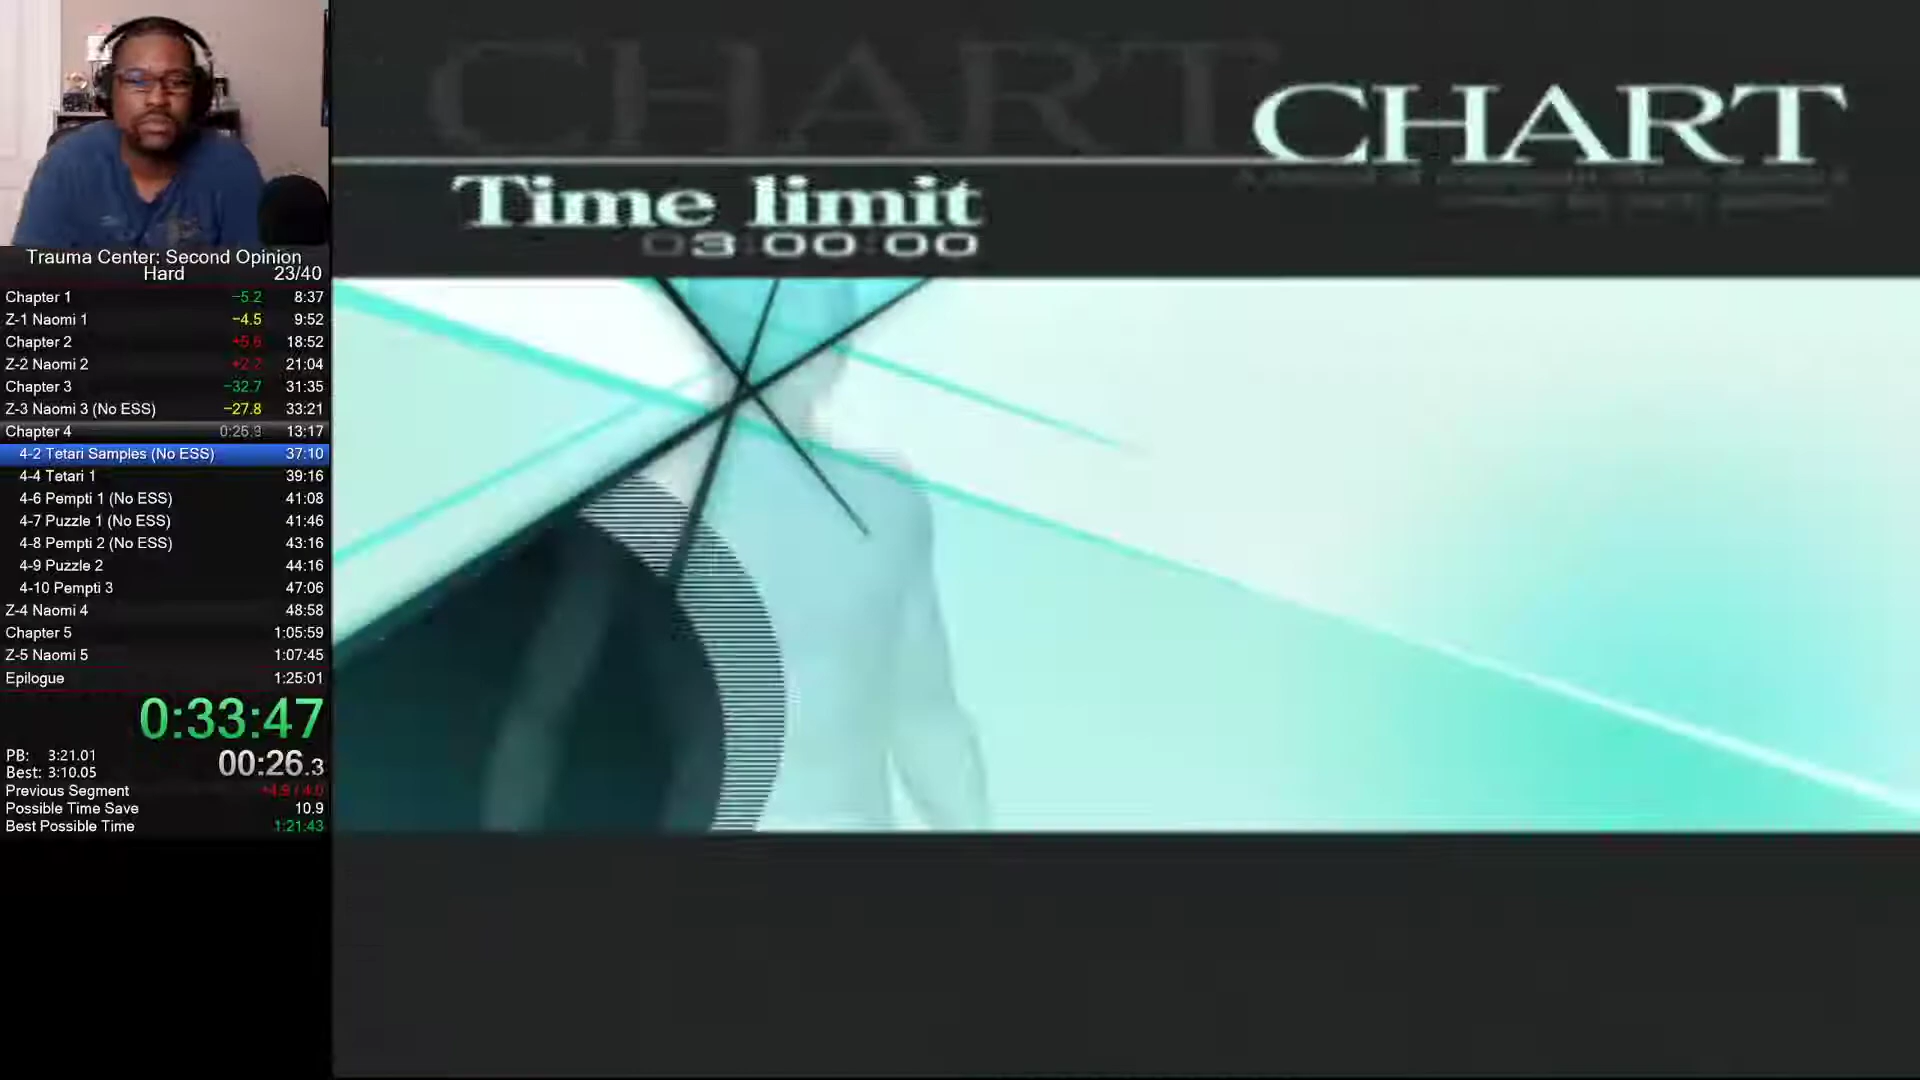 CHART
CHART
Time limit
03:00:00
Trauma Center: Second Opinion
Hard 23/40
Chapter 1 −5.2 8:37
Z-1 Naomi 1 −4.5 9:52
Chapter 2 +5.6 18:52
Z-2 Naomi 2 +2.2 21:04
Chapter 3 −32.7 31:35
Z-3 Naomi 3 (No ESS) −27.8 33:21
Chapter 4 0:26.3 13:17
4-2 Tetari Samples (No ESS) 37:10
4-4 Tetari 1 39:16
4-6 Pempti 1 (No ESS) 41:08
4-7 Puzzle 1 (No ESS) 41:46
4-8 Pempti 2 (No ESS) 43:16
4-9 Puzzle 2 44:16
4-10 Pempti 3 47:06
Z-4 Naomi 4 48:58
Chapter 5 1:05:59
Z-5 Naomi 5 1:07:45
Epilogue 1:25:01
0:33:47
PB: 3:21.01
Best: 3:10.05
00:26.3
Previous Segment +4.9 / 4.0
Possible Time Save 10.9
Best Possible Time 1:21:43